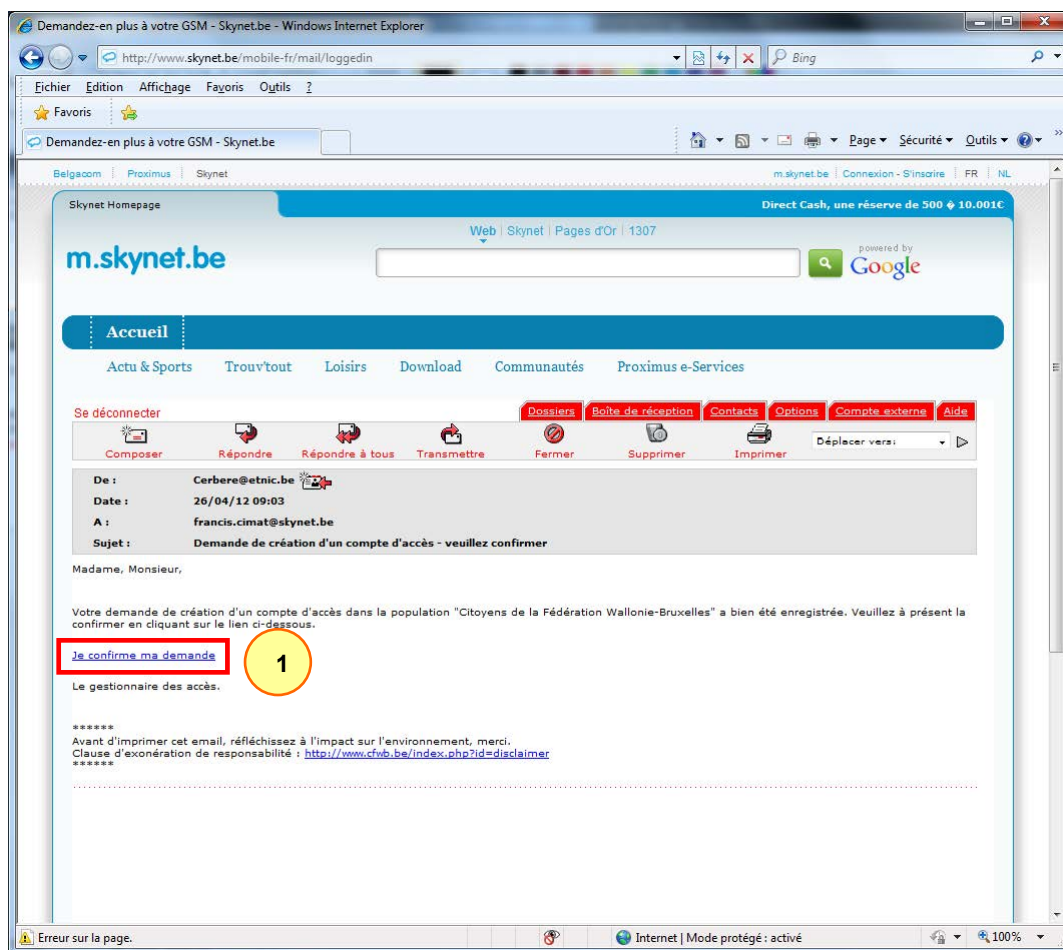 Demandez-en plus à votre GSM - Skynet.be - Windows Internet Explorer
http://www.skynet.be/mobile-fr/mail/loggedin
Bing
Fichier Edition Affichage Favoris Outils ?
Favoris
Demandez-en plus à votre GSM - Skynet.be
Page Sécurité Outils
Belgacom Proximus Skynet
m.skynet.be Connexion - S'inscrire FR NL
Skynet Homepage
Direct Cash, une réserve de 500 � 10.001€
Web Skynet Pages d'Or 1307
m.skynet.be
powered by
Google
Accueil
Actu & Sports Trouv'tout Loisirs Download Communautés Proximus e-Services
Se déconnecter
Dossiers Boîte de réception Contacts Options Compte externe Aide
Composer Répondre Répondre à tous Transmettre Fermer Supprimer Imprimer
Déplacer vers:
De : Cerbere@etnic.be
Date : 26/04/12 09:03
A : francis.cimat@skynet.be
Sujet : Demande de création d'un compte d'accès - veuillez confirmer
Madame, Monsieur,
Votre demande de création d'un compte d'accès dans la population "Citoyens de la Fédération Wallonie-Bruxelles" a bien été enregistrée. Veuillez à présent la
confirmer en cliquant sur le lien ci-dessous.
Je confirme ma demande
1
Le gestionnaire des accès.
******
Avant d'imprimer cet email, réfléchissez à l'impact sur l'environnement, merci.
Clause d'exonération de responsabilité : http://www.cfwb.be/index.php?id=disclaimer
******
Erreur sur la page.
Internet | Mode protégé : activé
100%